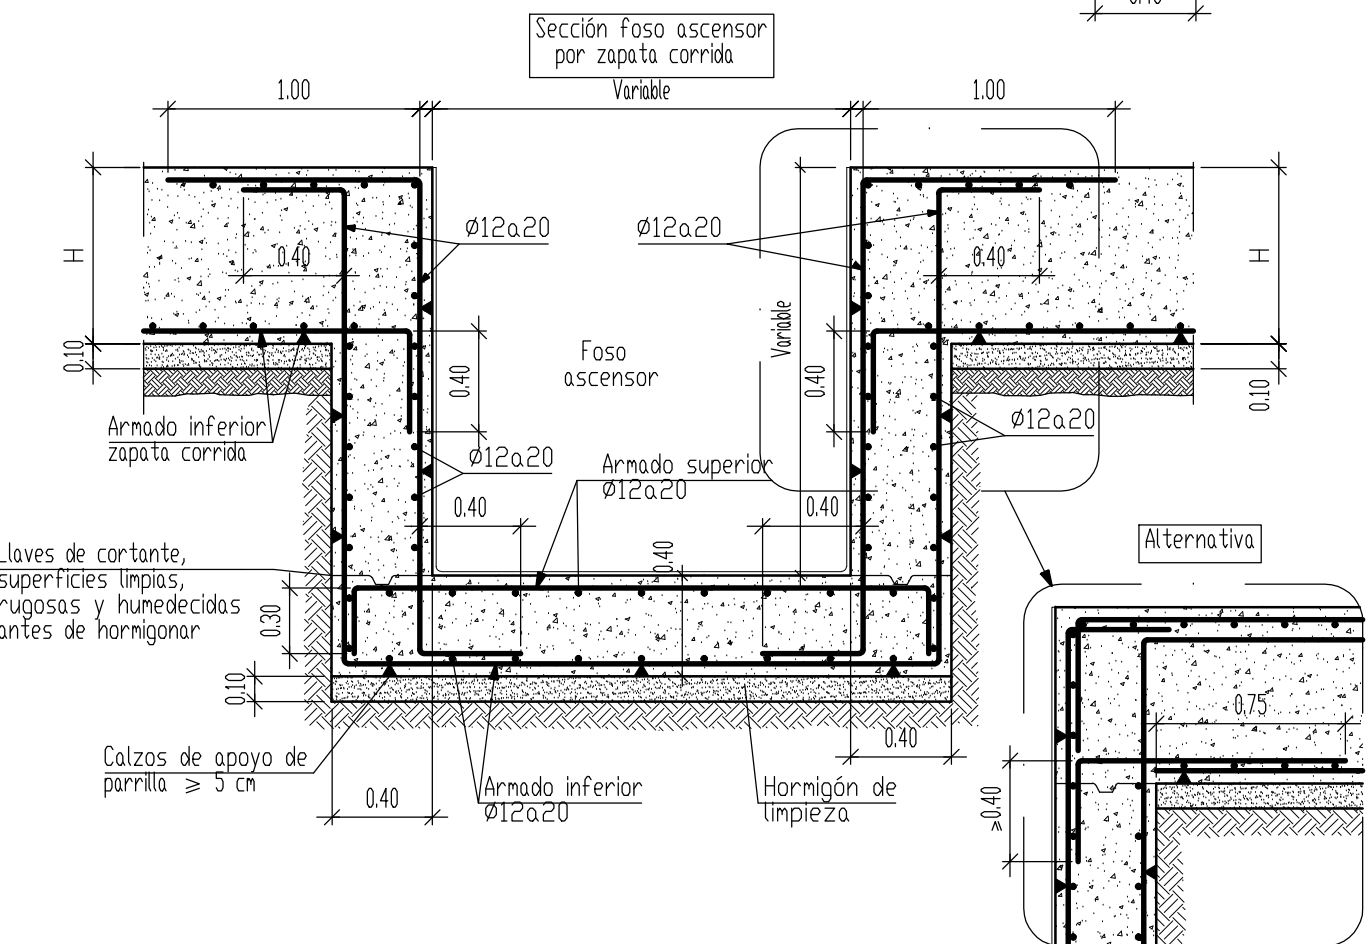 Sección foso ascensor
por zapata corrida
Variable
1.00
1.00
H
H
Ø12a20
Ø12a20
0.40
0.40
Variable
0.10
0.10
0.40
0.40
Foso
ascensor
Armado inferior
zapata corrida
Ø12a20
Ø12a20
Armado superior
Ø12a20
0.40
0.40
0.40
Llaves de cortante,
superficies limpias,
rugosas y humedecidas
antes de hormigonar
0.30
0.10
Calzos de apoyo de
parrilla ≥ 5 cm
0.40
Armado inferior
Ø12a20
Hormigón de
limpieza
0.40
Alternativa
0.75
≥0.40